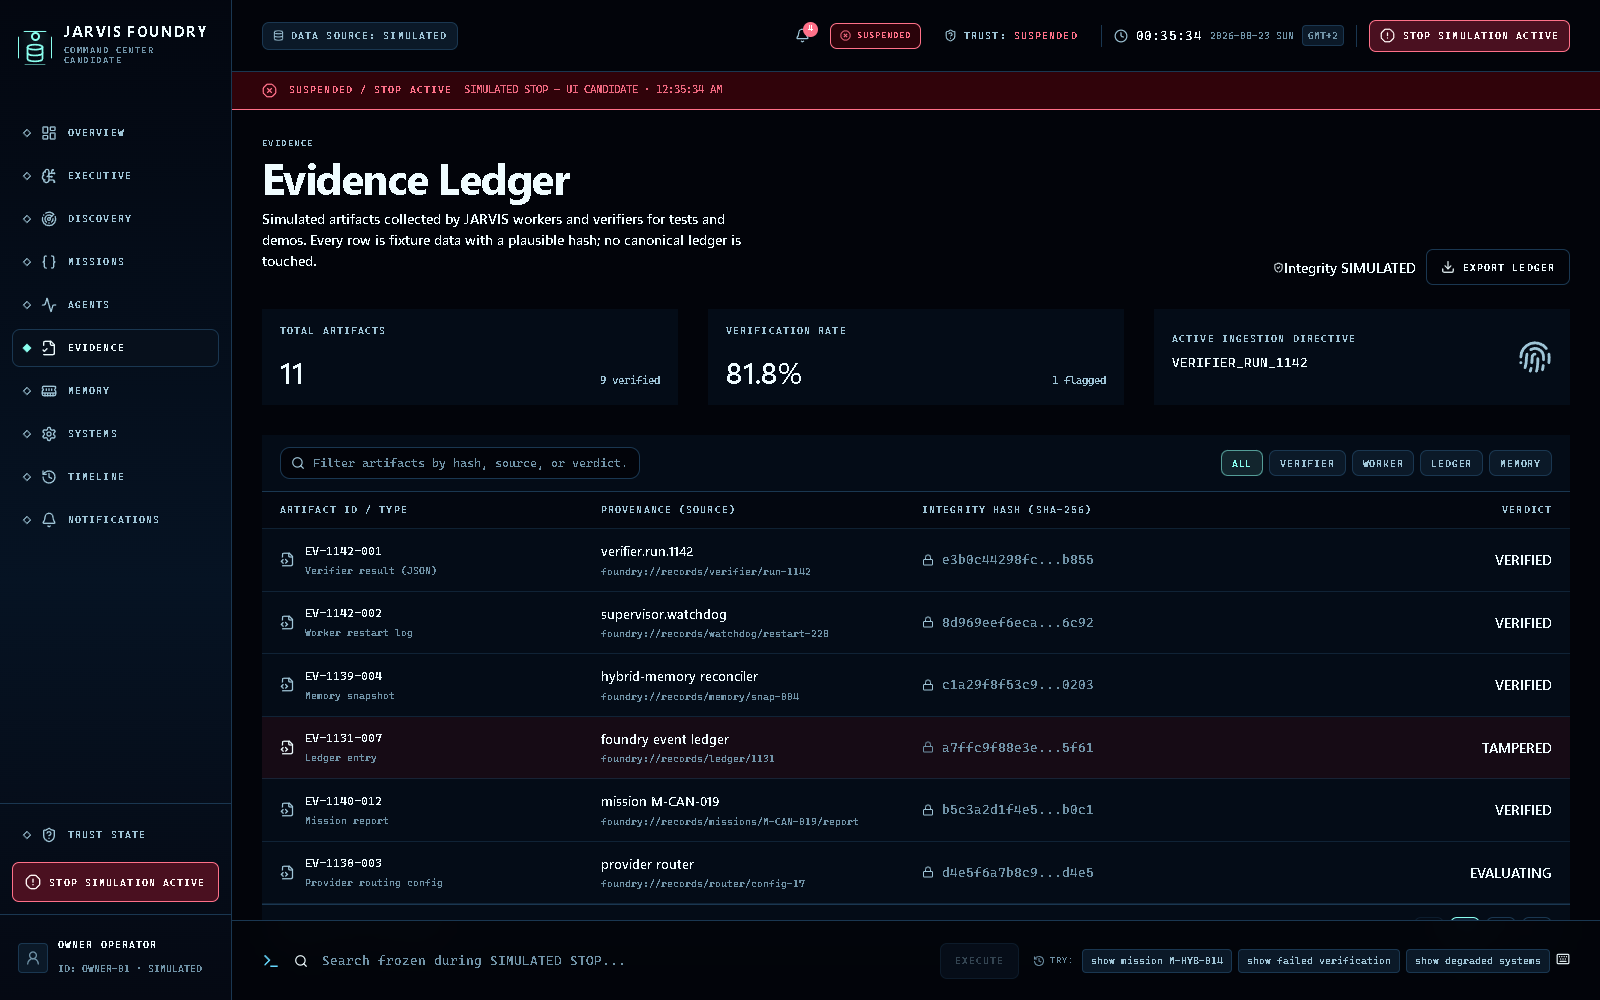 JARVIS FOUNDRY
COMMAND CENTER
CANDIDATE
DATA SOURCE: SIMULATED
4
SUSPENDED
TRUST: SUSPENDED
00:35:34 2026-08-23 SUN GMT+2
STOP SIMULATION ACTIVE
SUSPENDED / STOP ACTIVE SIMULATED STOP — UI CANDIDATE · 12:35:34 AM
OVERVIEW
EXECUTIVE
DISCOVERY
MISSIONS
AGENTS
EVIDENCE
MEMORY
SYSTEMS
TIMELINE
NOTIFICATIONS
TRUST STATE
STOP SIMULATION ACTIVE
OWNER OPERATOR
ID: OWNER-01 · SIMULATED
EVIDENCE
Evidence Ledger
Simulated artifacts collected by JARVIS workers and verifiers for tests and
demos. Every row is fixture data with a plausible hash; no canonical ledger is
touched.
Integrity SIMULATED
EXPORT LEDGER
TOTAL ARTIFACTS
11
9 verified
VERIFICATION RATE
81.8%
1 flagged
ACTIVE INGESTION DIRECTIVE
VERIFIER_RUN_1142
Filter artifacts by hash, source, or verdict.
ALL
VERIFIER
WORKER
LEDGER
MEMORY
ARTIFACT ID / TYPE
PROVENANCE (SOURCE)
INTEGRITY HASH (SHA-256)
VERDICT
EV-1142-001
Verifier result (JSON)
verifier.run.1142
foundry://records/verifier/run-1142
e3b0c44298fc...b855
VERIFIED
EV-1142-002
Worker restart log
supervisor.watchdog
foundry://records/watchdog/restart-228
8d969eef6eca...6c92
VERIFIED
EV-1139-004
Memory snapshot
hybrid-memory reconciler
foundry://records/memory/snap-004
c1a29f8f53c9...0203
VERIFIED
EV-1131-007
Ledger entry
foundry event ledger
foundry://records/ledger/1131
a7ffc9f88e3e...5f61
TAMPERED
EV-1140-012
Mission report
mission M-CAN-019
foundry://records/missions/M-CAN-019/report
b5c3a2d1f4e5...b0c1
VERIFIED
EV-1138-003
Provider routing config
provider router
foundry://records/router/config-17
d4e5f6a7b8c9...d4e5
EVALUATING
Search frozen during SIMULATED STOP...
EXECUTE
TRY:
show mission M-HYB-014
show failed verification
show degraded systems